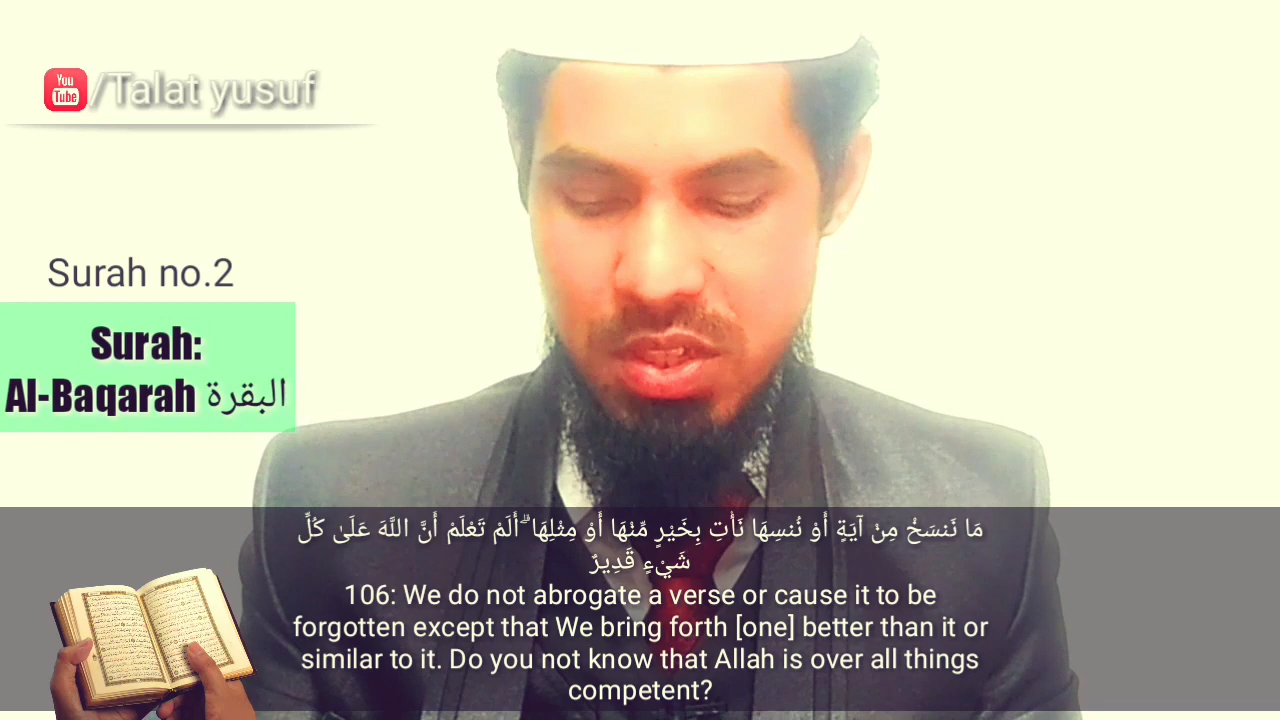 You
Tube
/Talat yusuf
Surah no.2
Surah:
Al-Baqarah البقرة
مَا نَنسَخْ مِنْ آيَةٍ أَوْ نُنسِهَا نَأْتِ بِخَيْرٍ مِّنْهَا أَوْ مِثْلِهَا ۗ أَلَمْ تَعْلَمْ أَنَّ اللَّهَ عَلَىٰ كُلِّ
شَيْءٍ قَدِيرٌ
106: We do not abrogate a verse or cause it to be
forgotten except that We bring forth [one] better than it or
similar to it. Do you not know that Allah is over all things
competent?